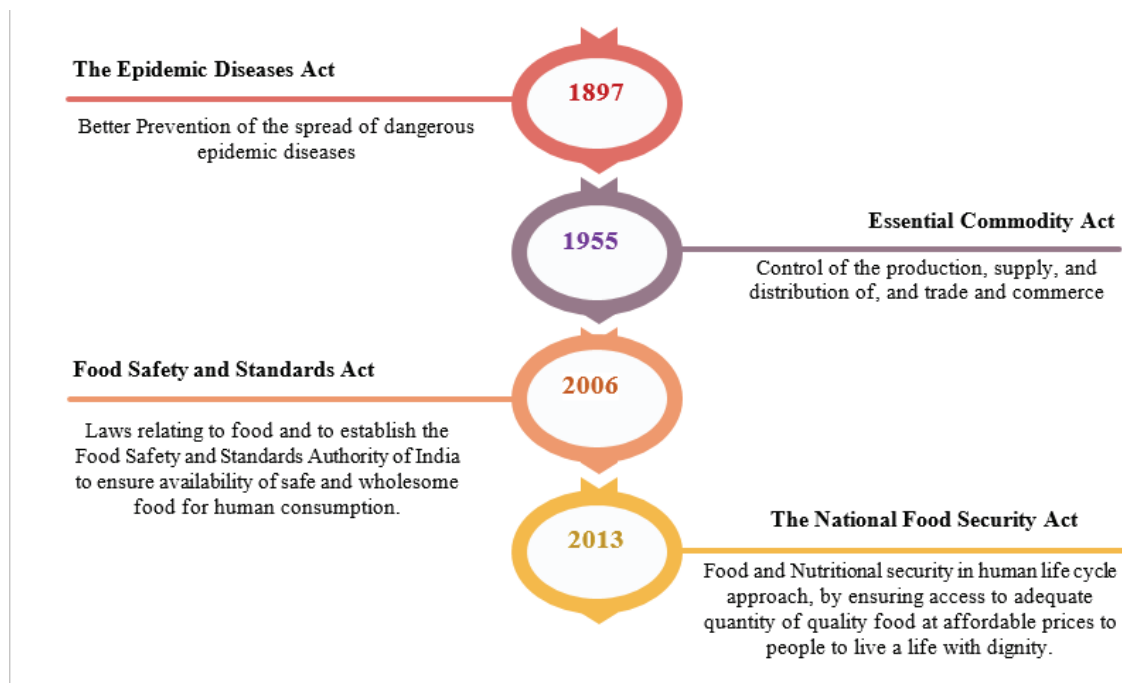 The Epidemic Diseases Act
1897
Better Prevention of the spread of dangerous
epidemic diseases
1955
Essential Commodity Act
Control of the production, supply, and
distribution of, and trade and commerce
Food Safety and Standards Act
2006
Laws relating to food and to establish the
Food Safety and Standards Authority of India
to ensure availability of safe and wholesome
food for human consumption.
2013
The National Food Security Act
Food and Nutritional security in human life cycle
approach, by ensuring access to adequate
quantity of quality food at affordable prices to
people to live a life with dignity.